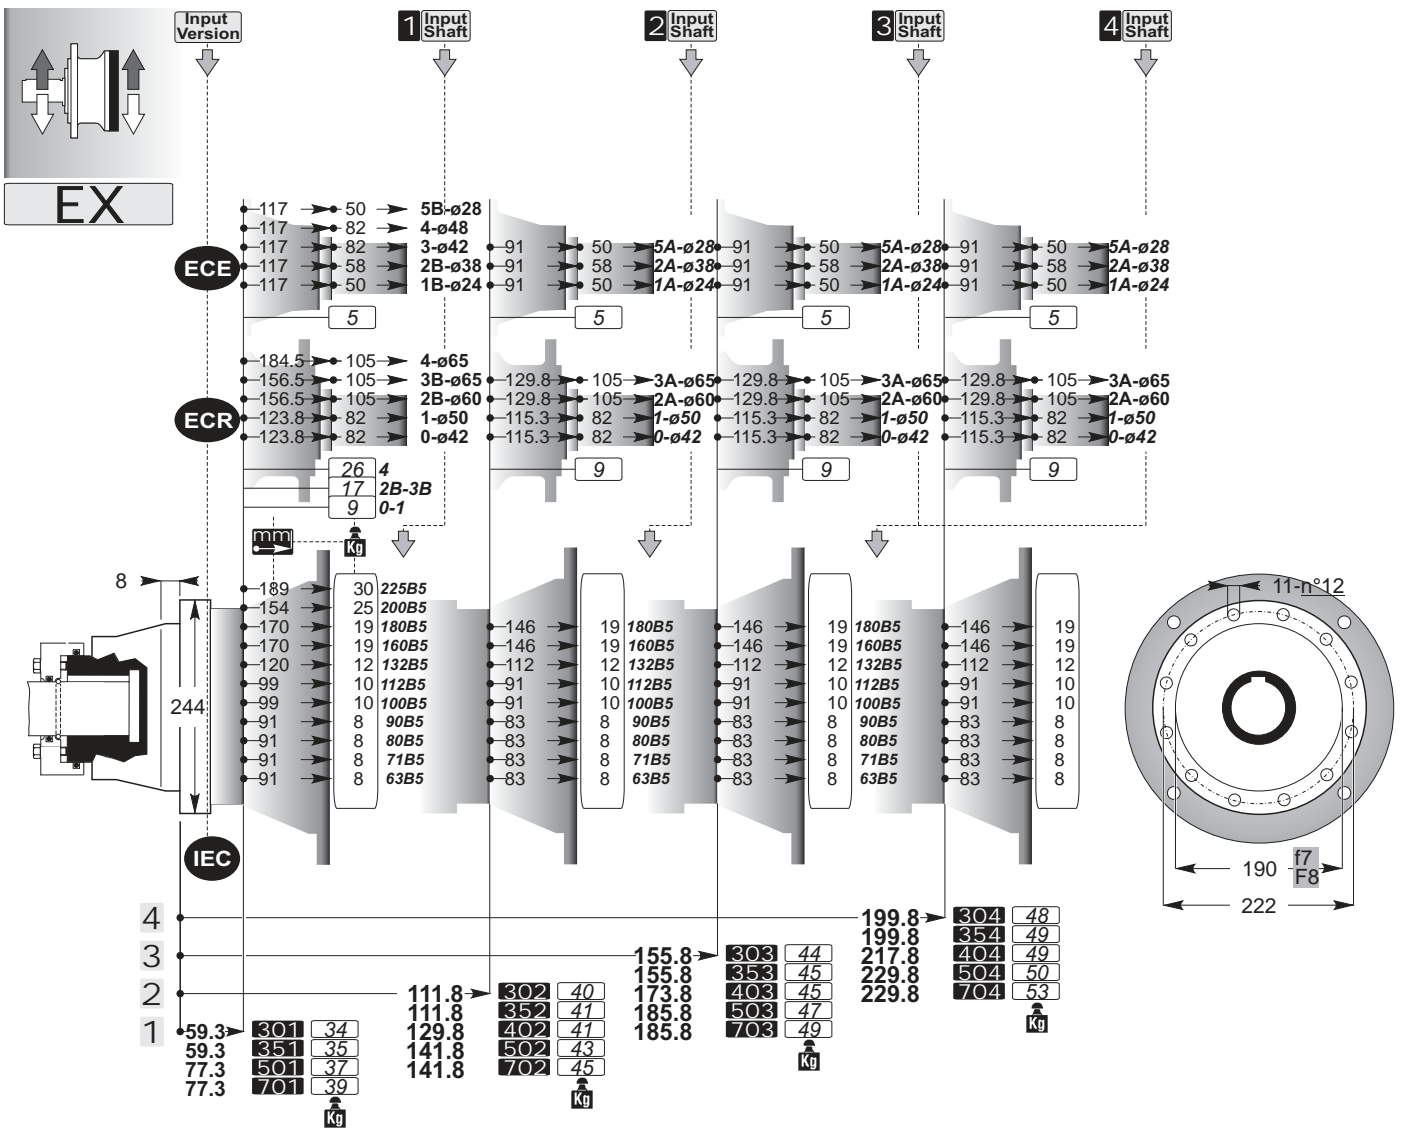 Input
Version
1 Input
Shaft
2 Input
Shaft
3 Input
Shaft
4 Input
Shaft
EX
ECE
117 50 5B-ø28
117 82 4-ø48
117 82 3-ø42 91 50 5A-ø28 91 50 5A-ø28 91 50 5A-ø28
117 58 2B-ø38 91 58 2A-ø38 91 58 2A-ø38 91 58 2A-ø38
117 50 1B-ø24 91 50 1A-ø24 91 50 1A-ø24 91 50 1A-ø24
5 5 5 5
ECR
184.5 105 4-ø65
156.5 105 3B-ø65 129.8 105 3A-ø65 129.8 105 3A-ø65 129.8 105 3A-ø65
156.5 105 2B-ø60 129.8 105 2A-ø60 129.8 105 2A-ø60 129.8 105 2A-ø60
123.8 82 1-ø50 115.3 82 1-ø50 115.3 82 1-ø50 115.3 82 1-ø50
123.8 82 0-ø42 115.3 82 0-ø42 115.3 82 0-ø42 115.3 82 0-ø42
26 4 9 9 9
17 2B-3B
9 0-1
mm Kg
8
189 30 225B5
154 25 200B5
170 19 180B5 146 19 180B5 146 19 180B5 146 19
170 19 160B5 146 19 160B5 146 19 160B5 146 19
120 12 132B5 112 12 132B5 112 12 132B5 112 12
99 10 112B5 91 10 112B5 91 10 112B5 91 10
99 10 100B5 91 10 100B5 91 10 100B5 91 10
91 8 90B5 83 8 90B5 83 8 90B5 83 8
91 8 80B5 83 8 80B5 83 8 80B5 83 8
91 8 71B5 83 8 71B5 83 8 71B5 83 8
91 8 63B5 83 8 63B5 83 8 63B5 83 8
244
IEC
11-n°12
190 f7
F8
222
4 199.8 304 48
199.8 354 49
217.8 404 49
229.8 504 50
229.8 704 53
Kg
3 155.8 303 44
155.8 353 45
173.8 403 45
185.8 503 47
185.8 703 49
Kg
2 111.8 302 40
111.8 352 41
129.8 402 41
141.8 502 43
141.8 702 45
Kg
1 59.3 301 34
59.3 351 35
77.3 501 37
77.3 701 39
Kg